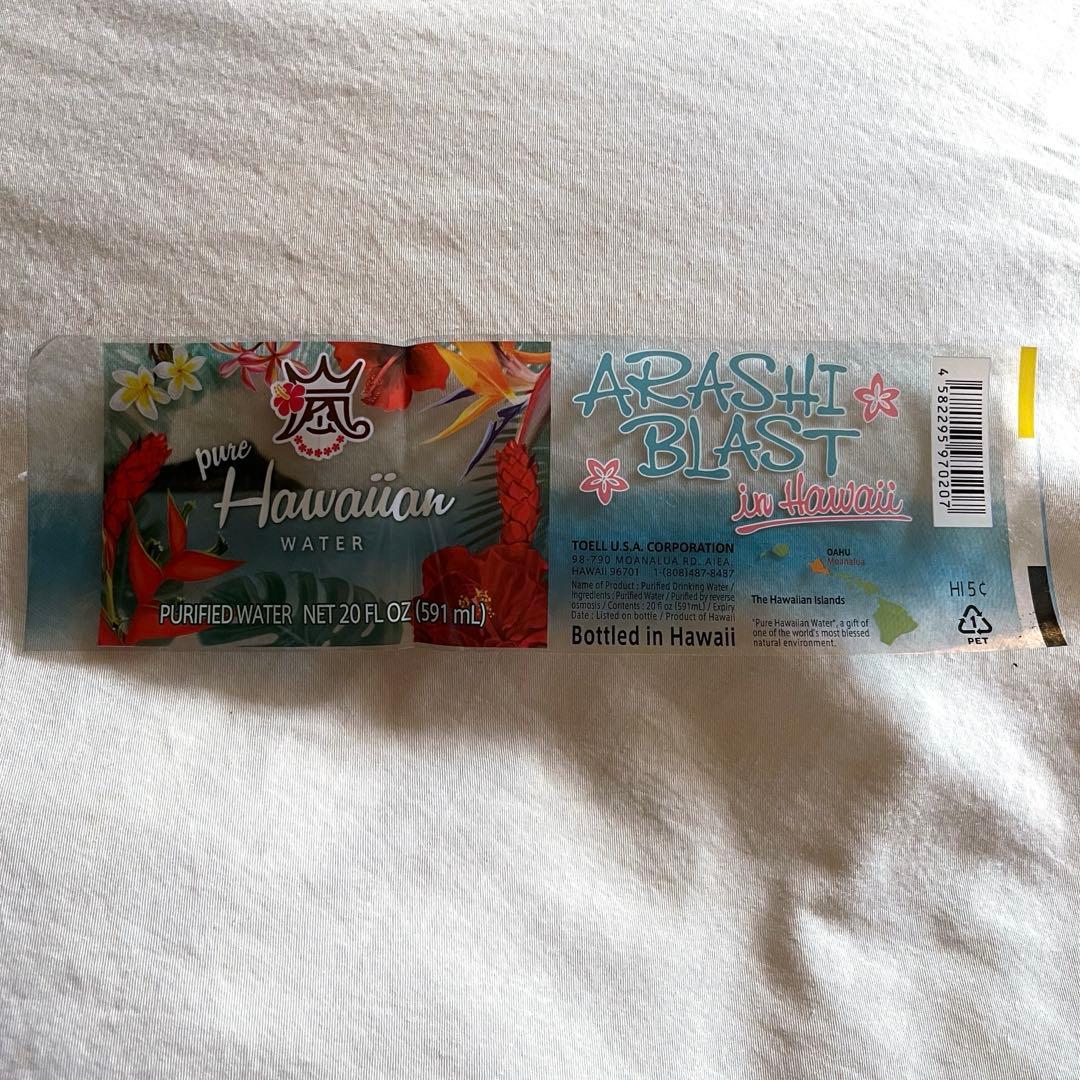 嵐
pure
Hawaiian
WATER
PURIFIED WATER NET 20 FL OZ (591 mL)
ARASHI
BLAST
in Hawaii
TOELL U.S.A. CORPORATION
98-790 MOANALUA RD. AIEA,
HAWAII 96701 1-(808)487-8487
Name of Product : Purified Drinking Water /
Ingredients : Purified Water / Purified by reverse
osmosis / Contents : 20 fl oz (591mL) / Expiry
Date : Listed on bottle / Product of Hawaii
Bottled in Hawaii
OAHU
Moanalua
The Hawaiian Islands
"Pure Hawaiian Water", a gift of
one of the world's most blessed
natural environment.
4 582295 970207
HI 5¢
1
PET